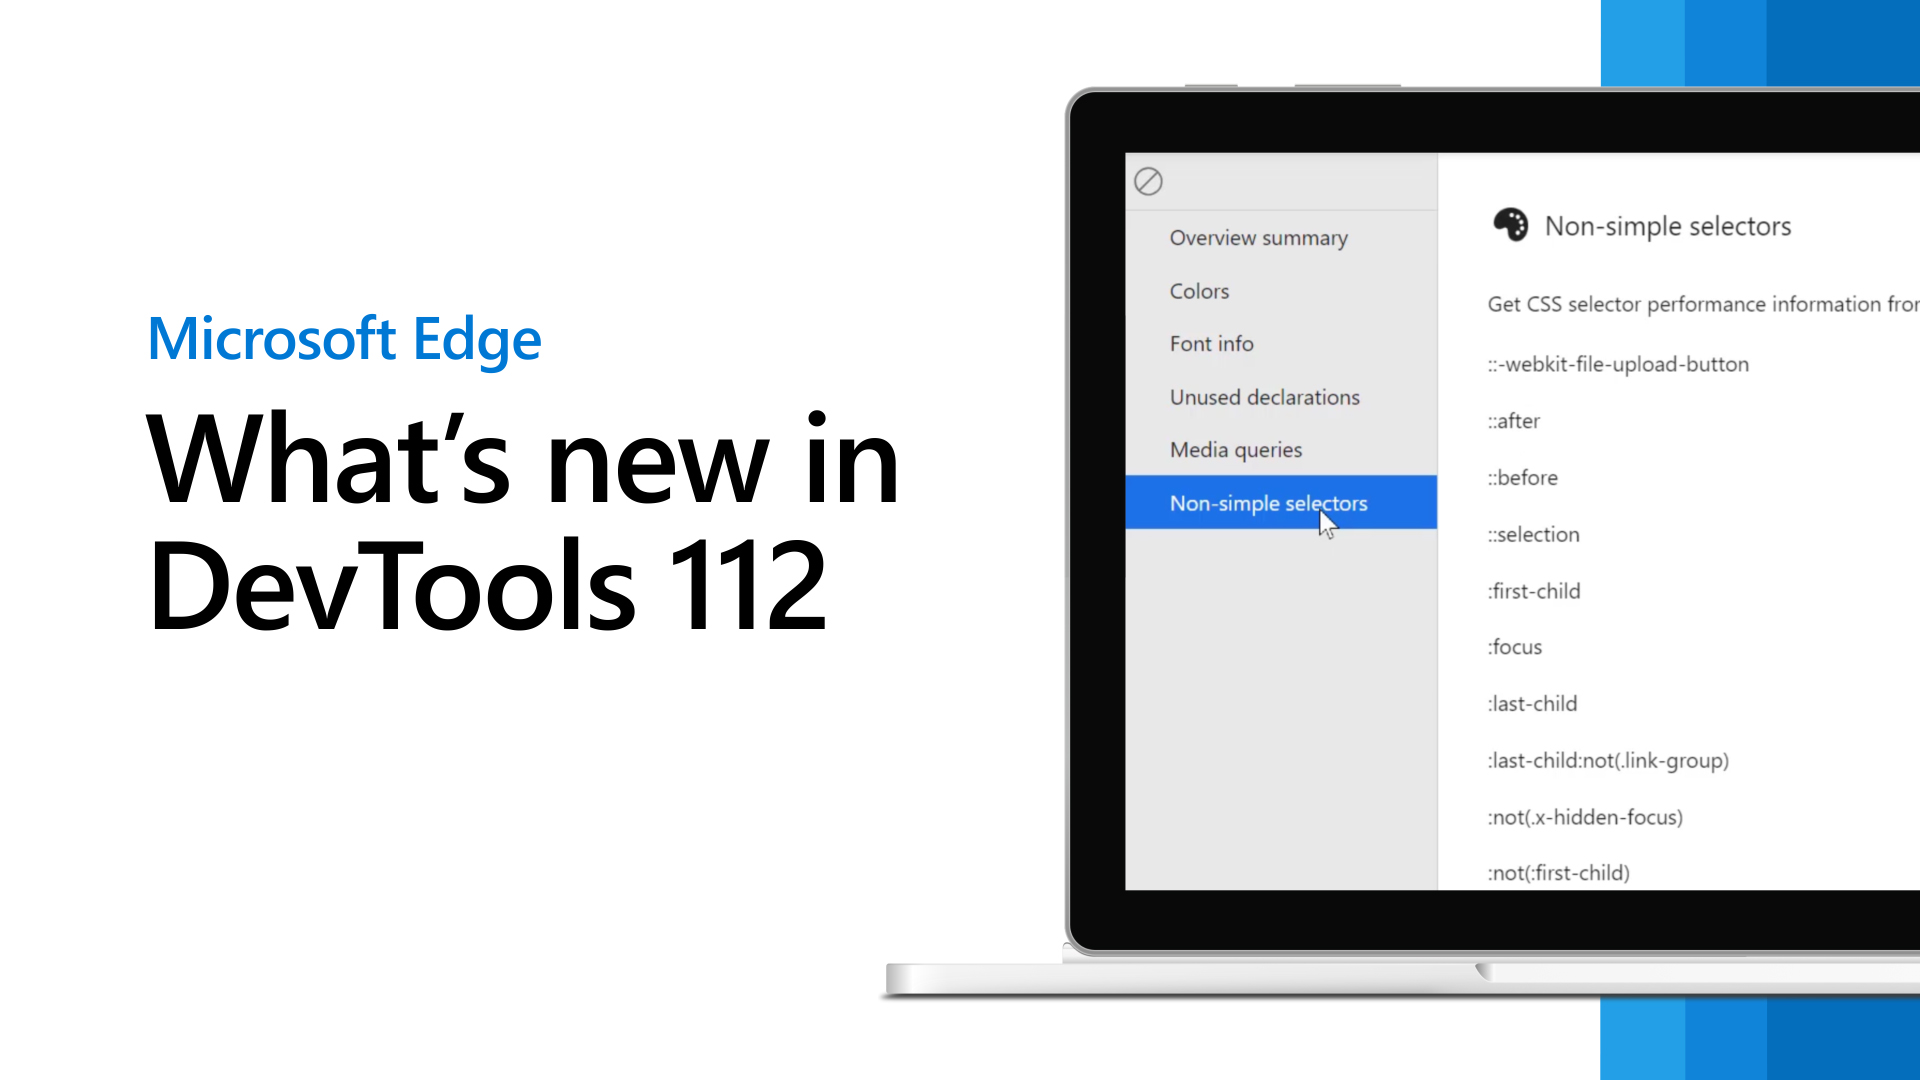 Microsoft Edge
What’s new in
DevTools 112
Overview summary
Colors
Font info
Unused declarations
Media queries
Non-simple selectors
Non-simple selectors
Get CSS selector performance information
::-webkit-file-upload-button
::after
::before
::selection
:first-child
:focus
:last-child
:last-child:not(.link-group)
:not(.x-hidden-focus)
:not(:first-child)